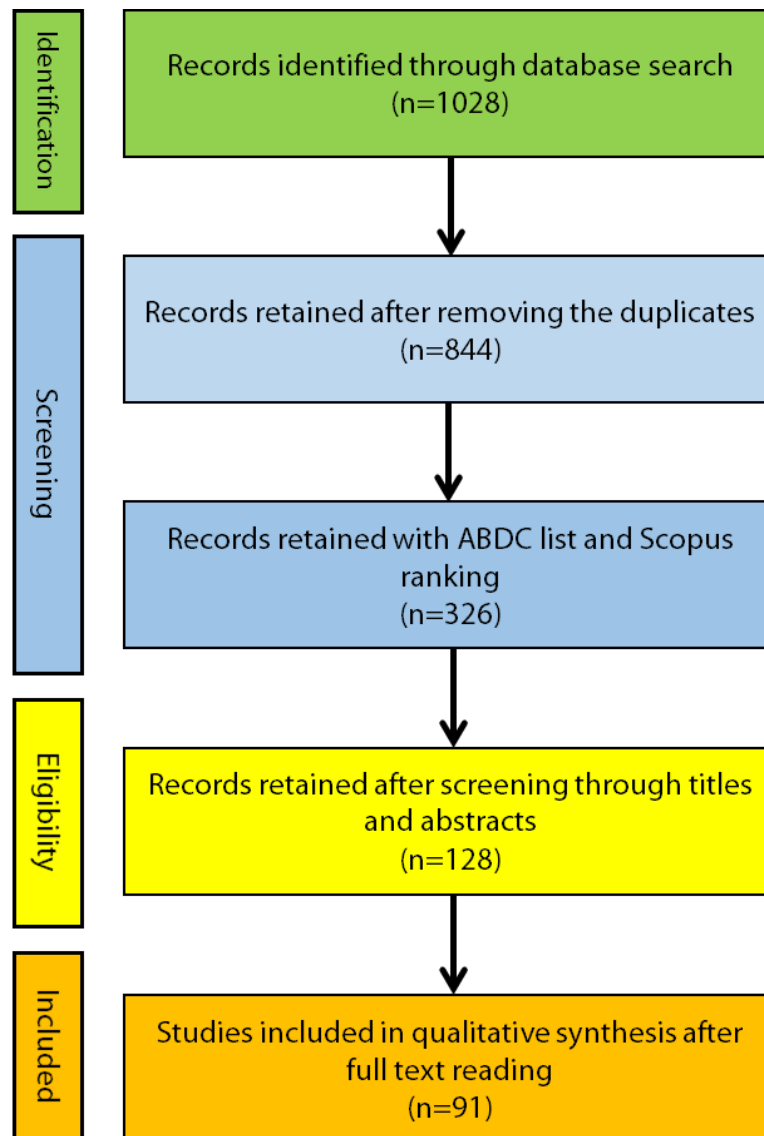 Identification
Records identified through database search
(n=1028)
Screening
Records retained after removing the duplicates
(n=844)
Records retained with ABDC list and Scopus
ranking
(n=326)
Eligibility
Records retained after screening through titles
and abstracts
(n=128)
Included
Studies included in qualitative synthesis after
full text reading
(n=91)